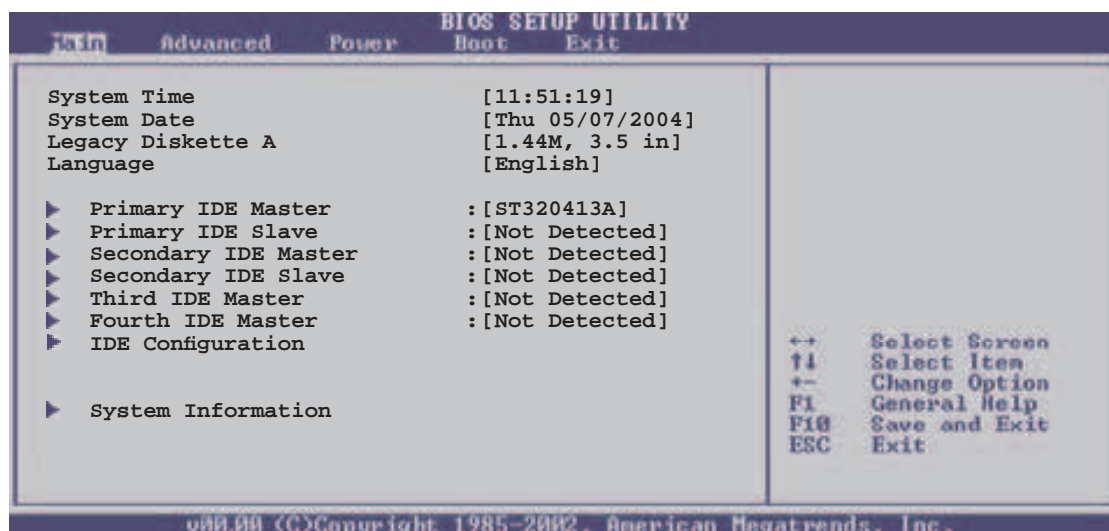 BIOS SETUP UTILITY
Main Advanced Power Boot Exit
System Time [11:51:19]
System Date [Thu 05/07/2004]
Legacy Diskette A [1.44M, 3.5 in]
Language [English]
Primary IDE Master :[ST320413A]
Primary IDE Slave :[Not Detected]
Secondary IDE Master :[Not Detected]
Secondary IDE Slave :[Not Detected]
Third IDE Master :[Not Detected]
Fourth IDE Master :[Not Detected]
IDE Configuration
System Information
←→ Select Screen
↑↓ Select Item
+- Change Option
F1 General Help
F10 Save and Exit
ESC Exit
v00.00 (C)Copyright 1985-2002, American Megatrends, Inc.